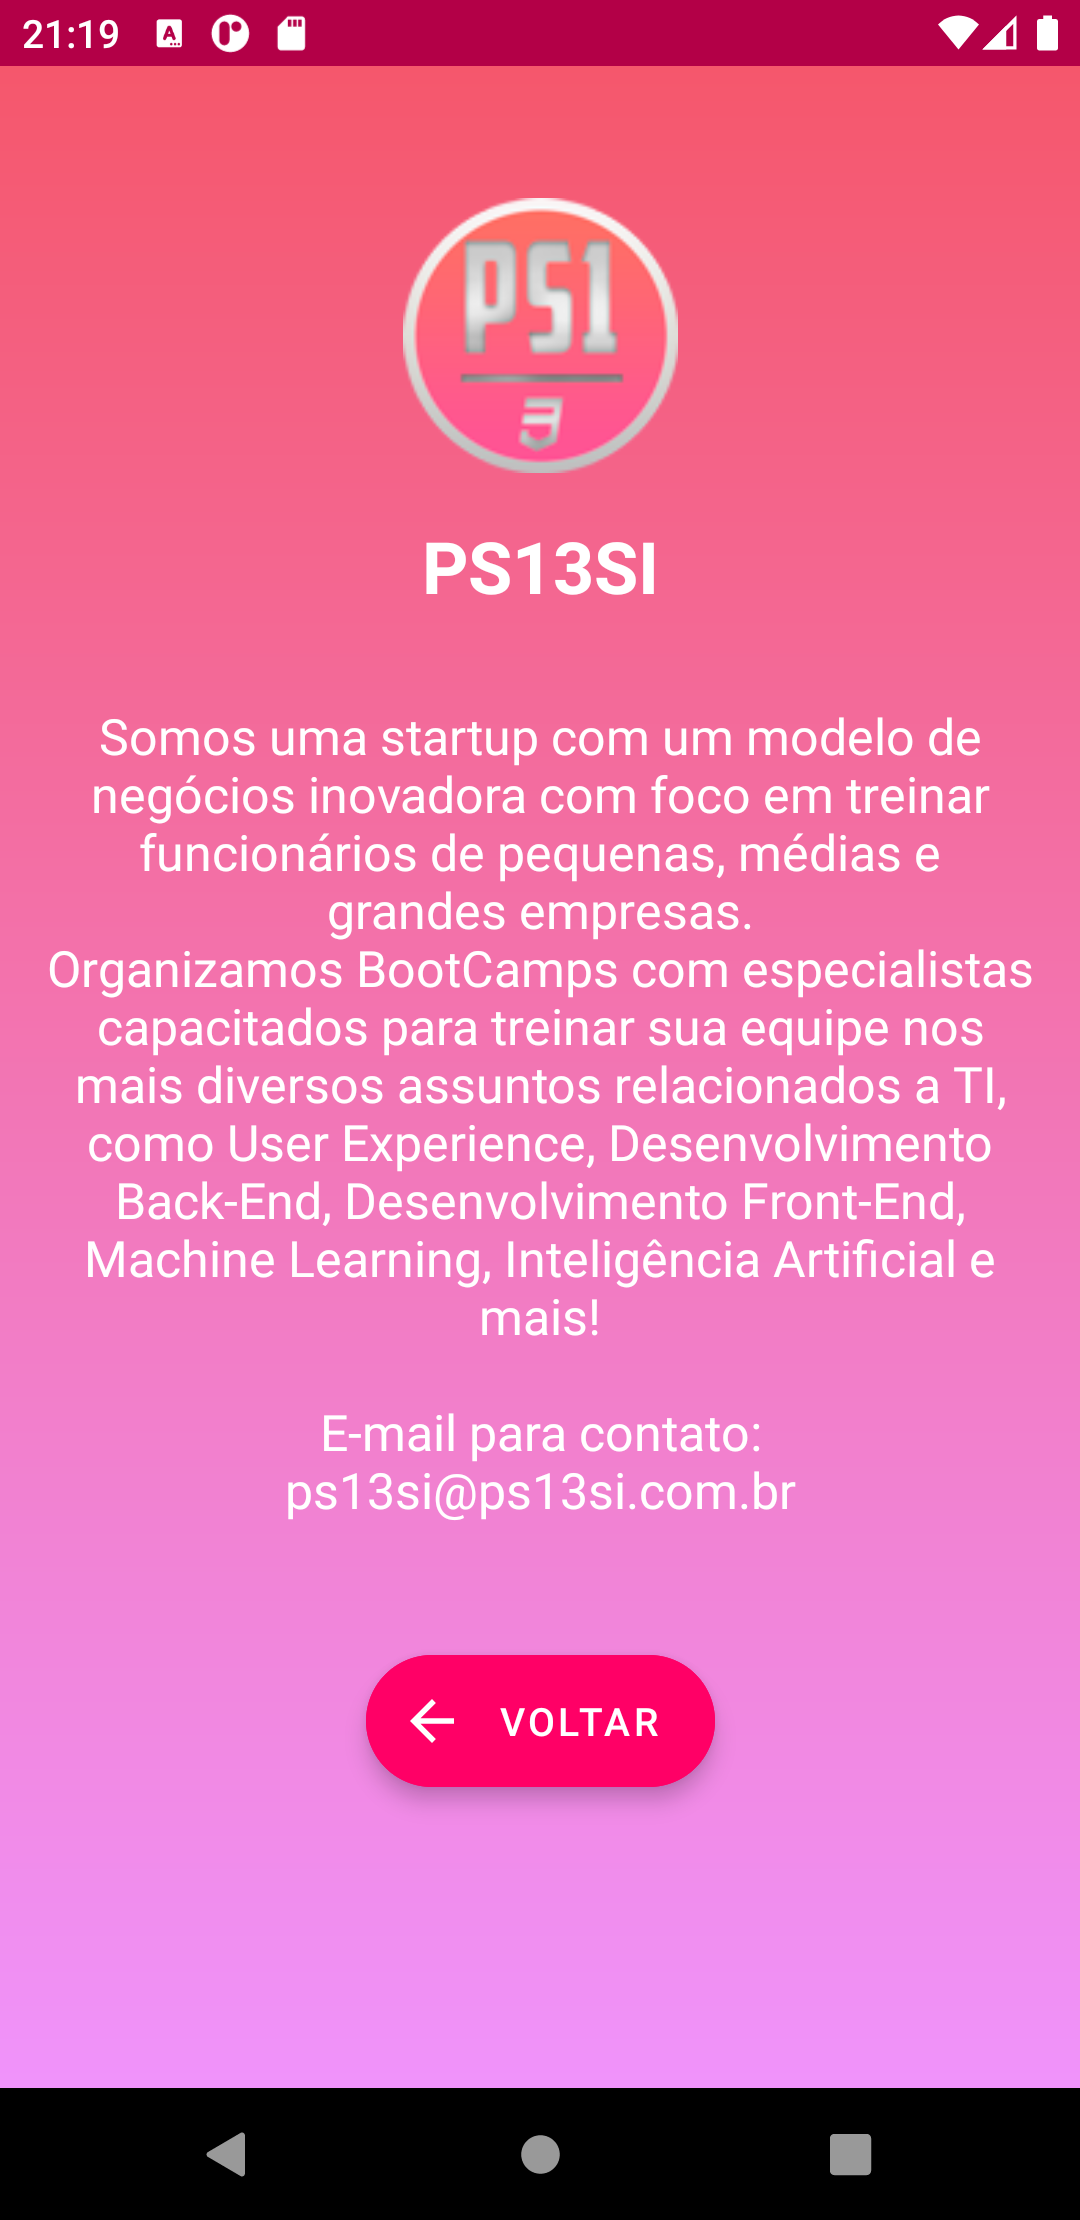 21:19
PS1
3
PS13SI
Somos uma startup com um modelo de
negócios inovadora com foco em treinar
funcionários de pequenas, médias e
grandes empresas.
Organizamos BootCamps com especialistas
capacitados para treinar sua equipe nos
mais diversos assuntos relacionados a TI,
como User Experience, Desenvolvimento
Back-End, Desenvolvimento Front-End,
Machine Learning, Inteligência Artificial e
mais!
E-mail para contato:
ps13si@ps13si.com.br
VOLTAR